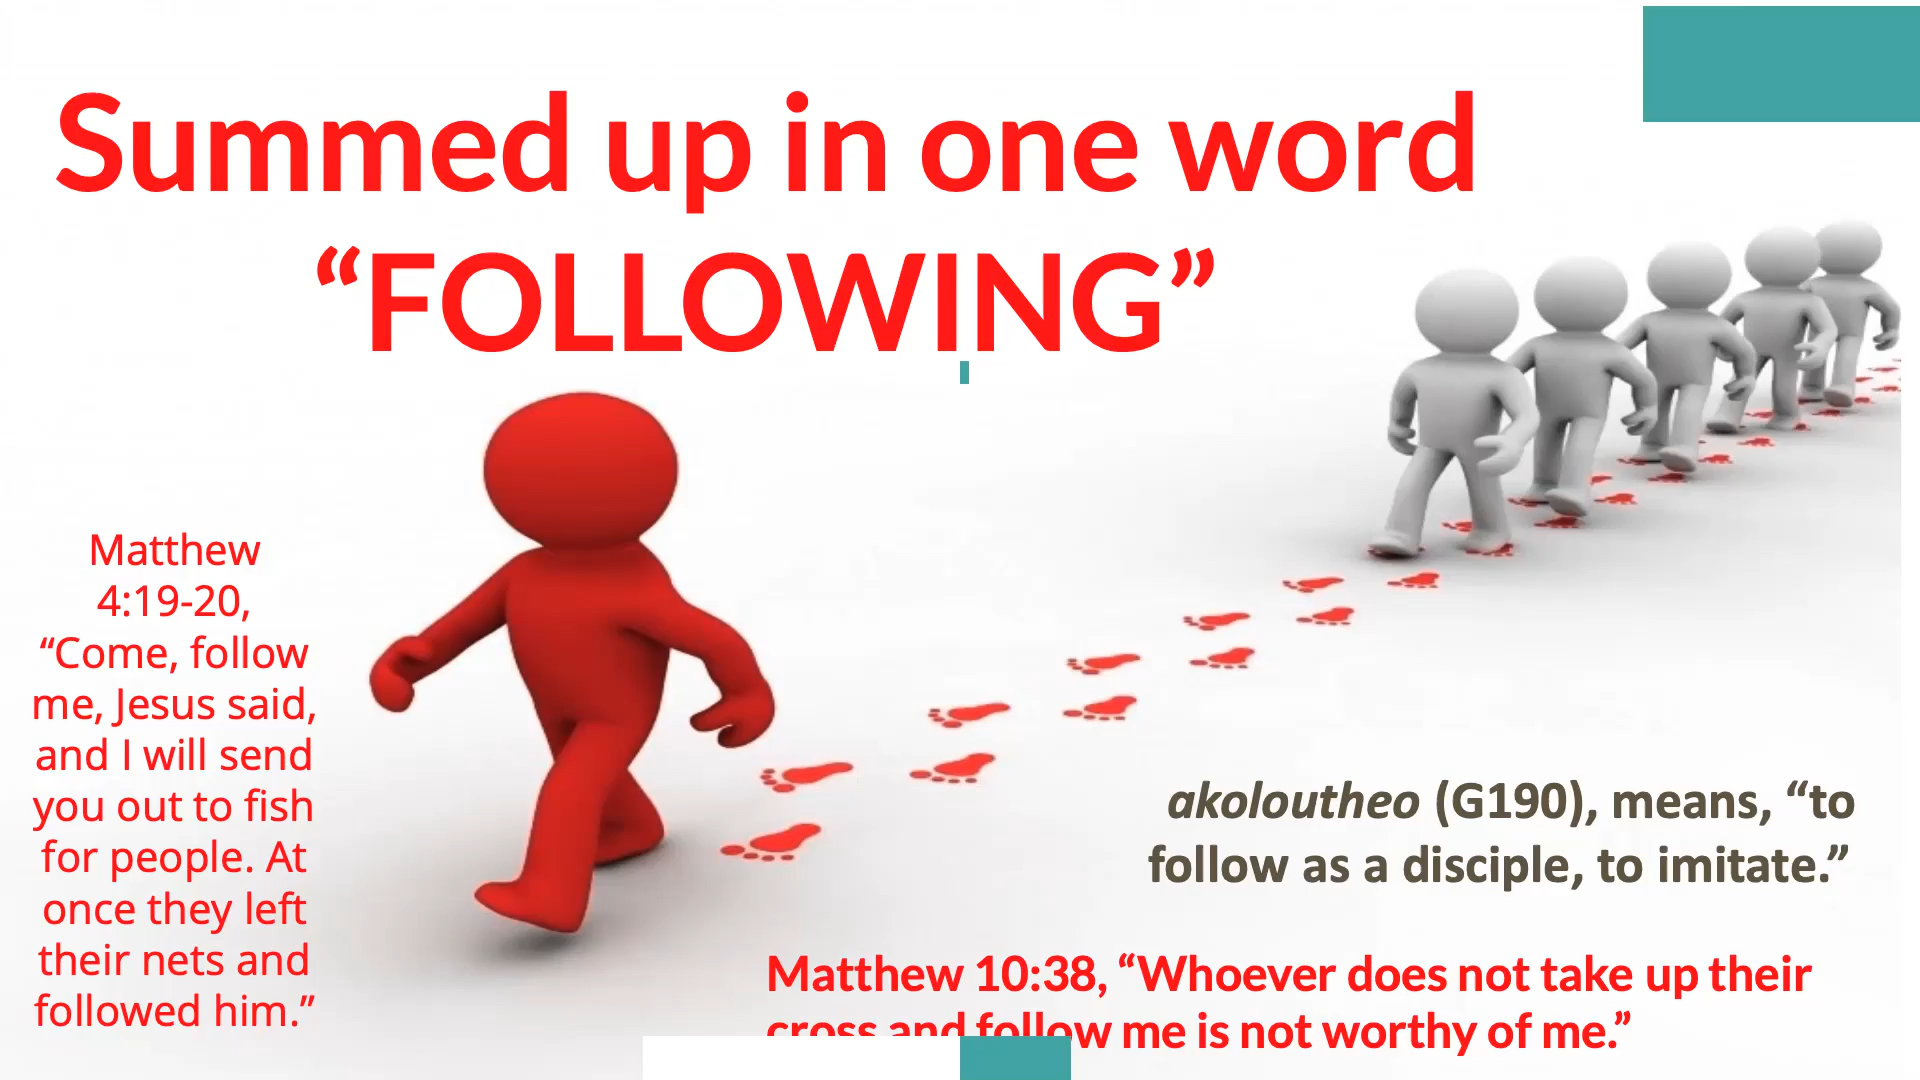 Summed up in one word
“FOLLOWING”
Matthew
4:19-20,
“Come, follow
me, Jesus said,
and I will send
you out to fish
for people. At
once they left
their nets and
followed him.”
akoloutheo (G190), means, “to
follow as a disciple, to imitate.”
Matthew 10:38, “Whoever does not take up their
cross and follow me is not worthy of me.”